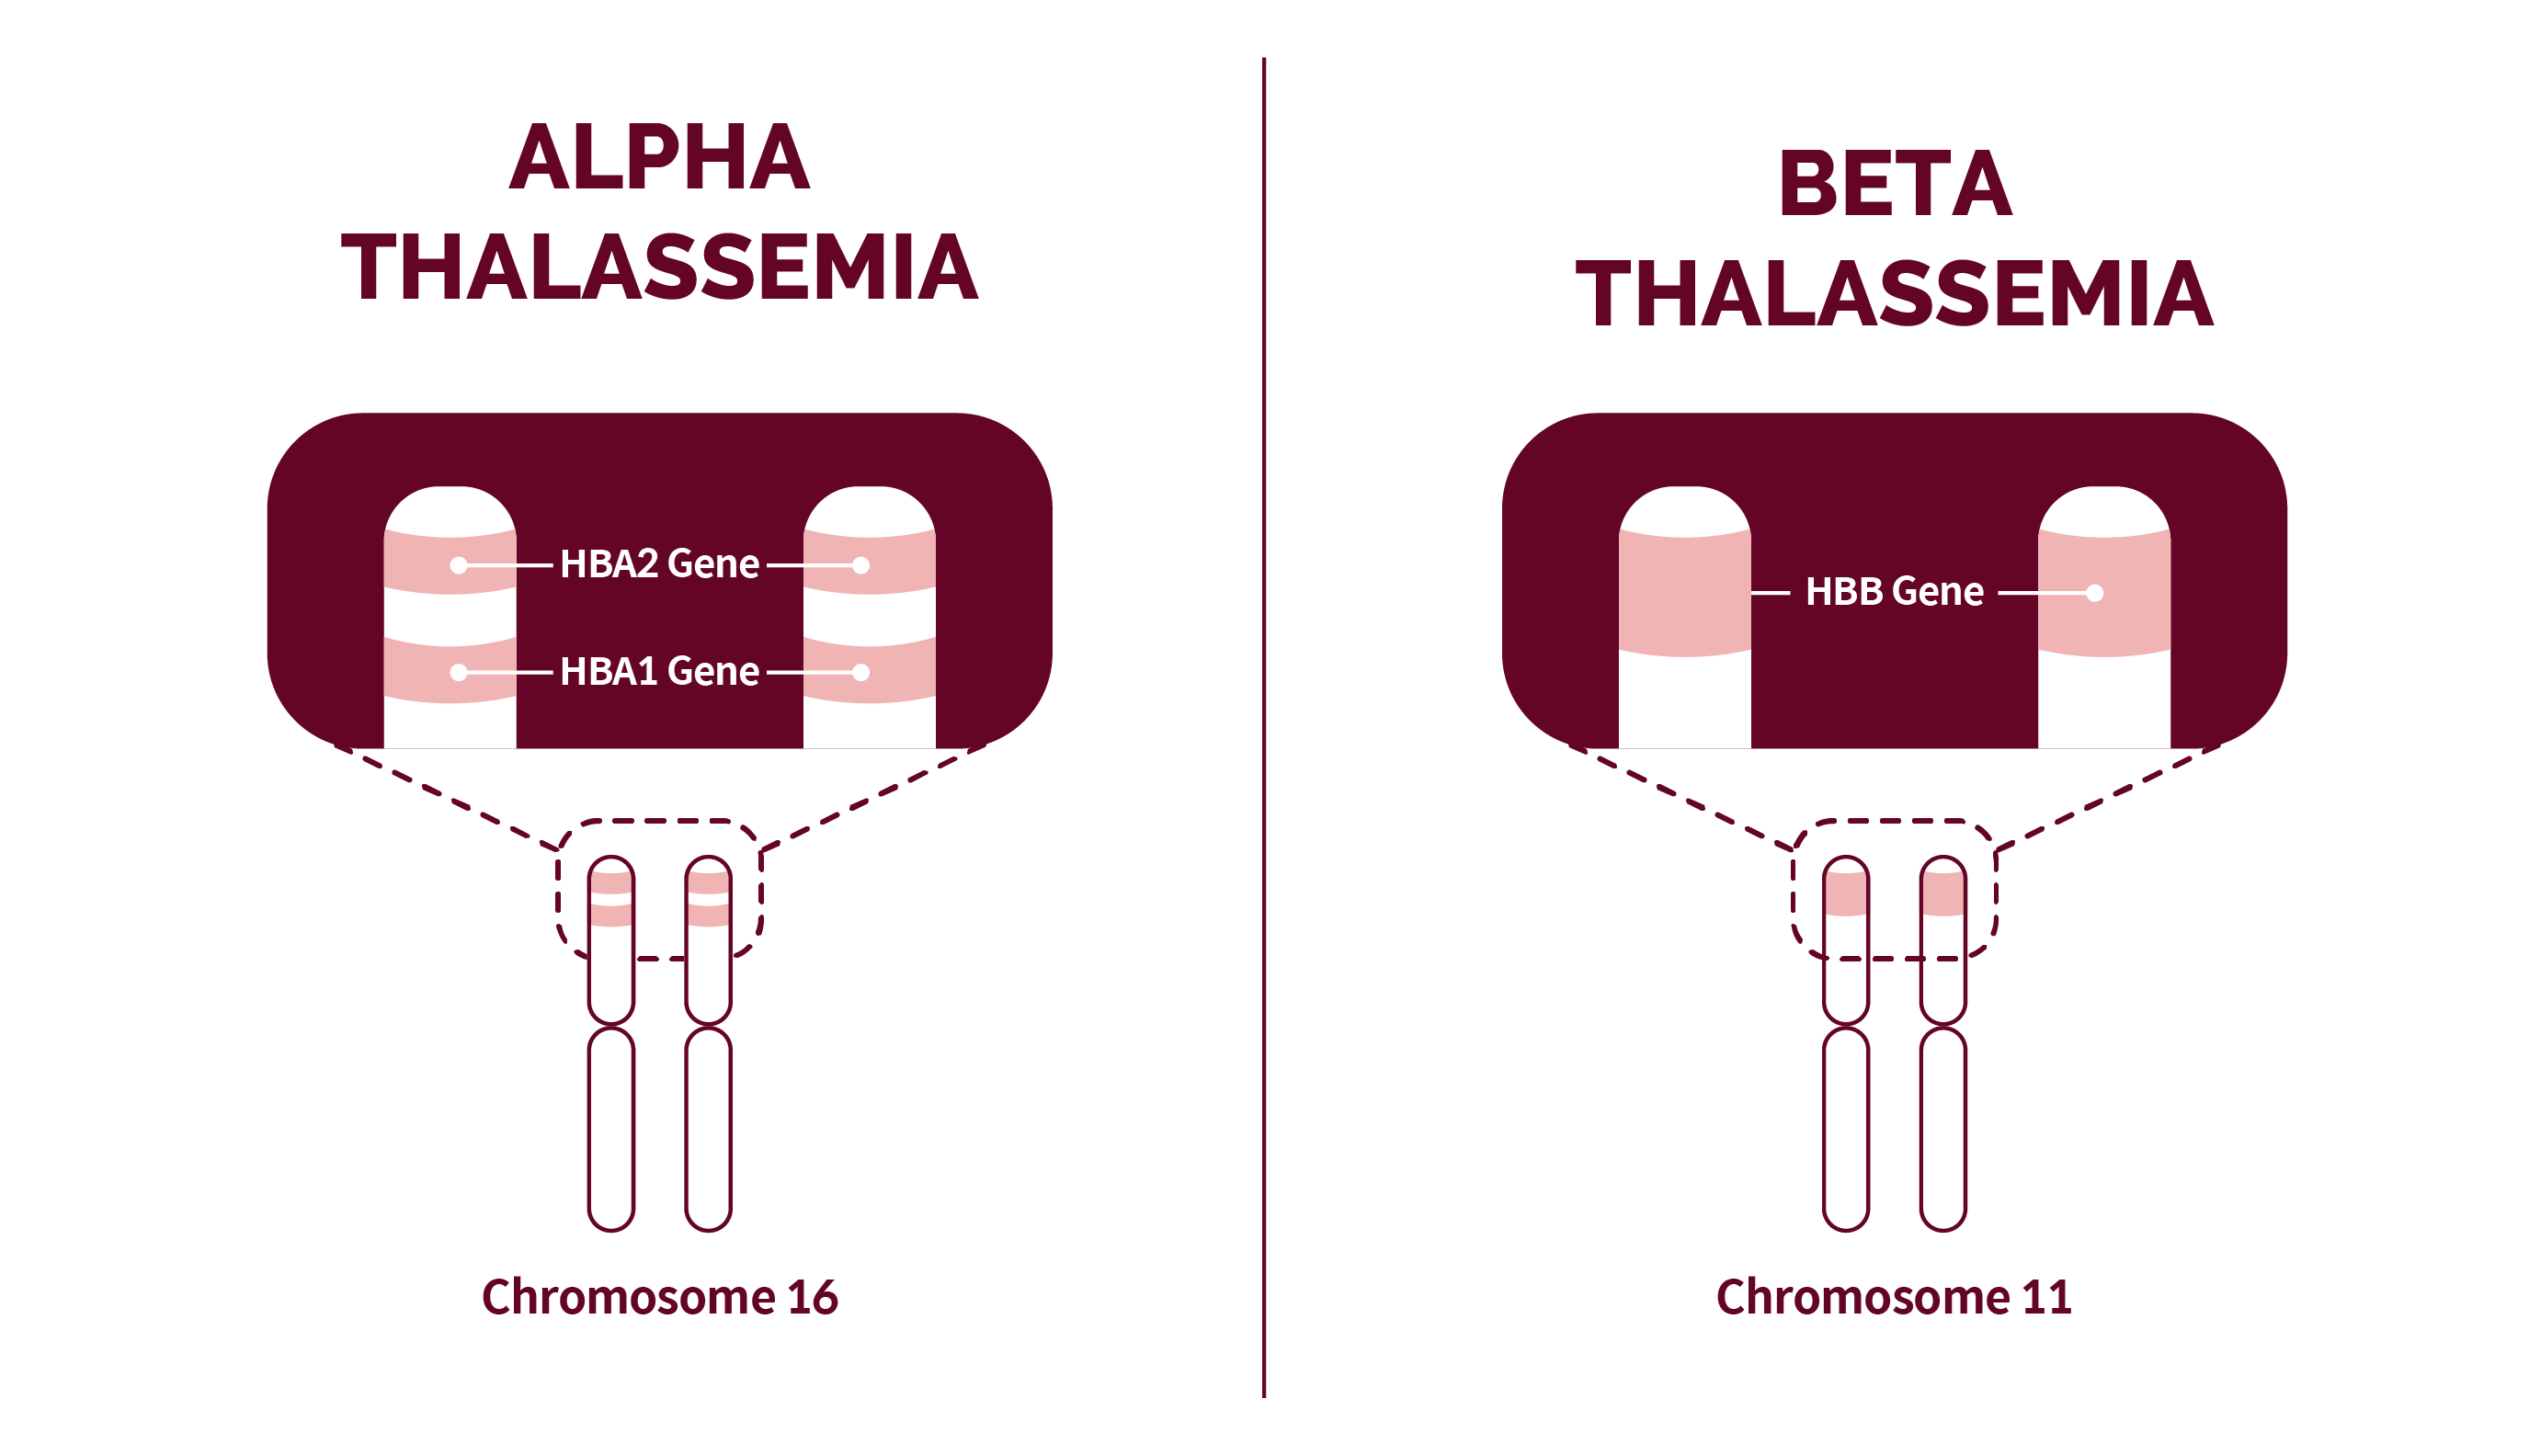 ALPHA
THALASSEMIA
HBA2 Gene
HBA1 Gene
Chromosome 16
BETA
THALASSEMIA
HBB Gene
Chromosome 11